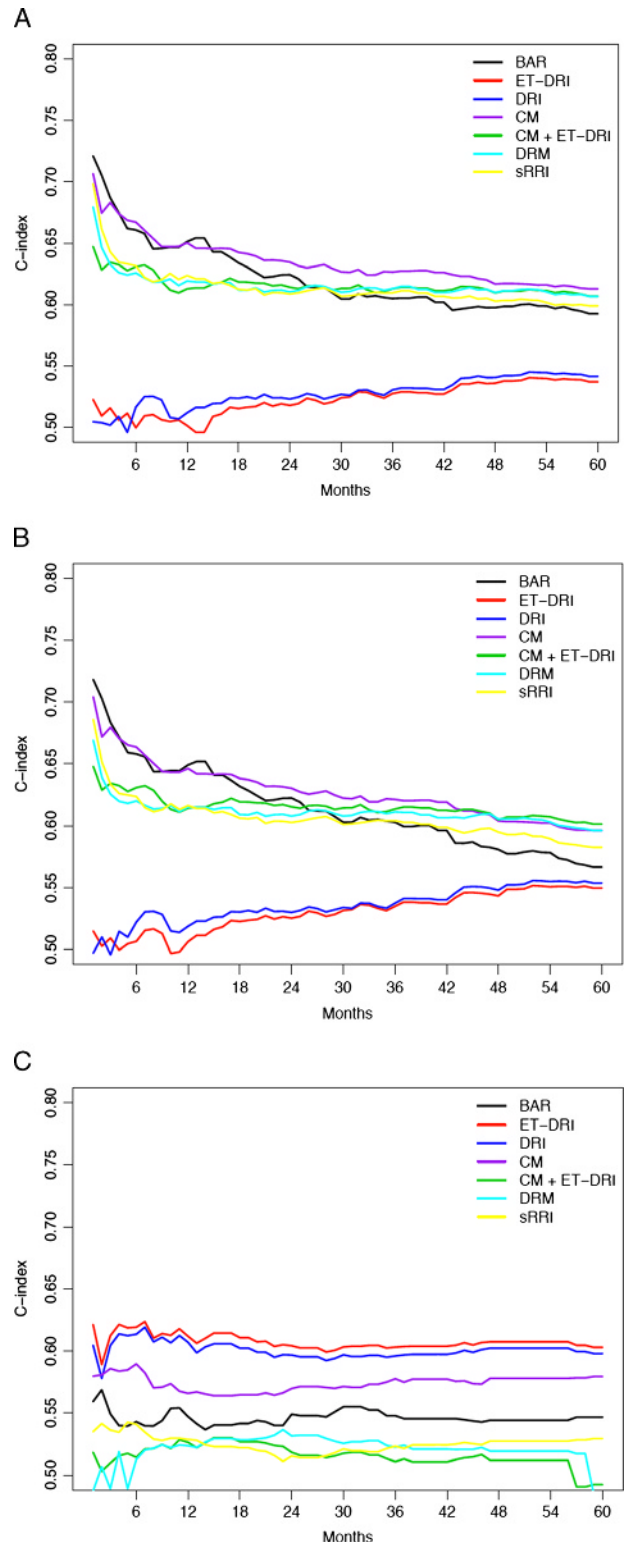 A
0.80
0.75
0.70
0.65
0.60
0.55
0.50
C-index
BAR
ET-DRI
DRI
CM
CM + ET-DRI
DRM
sRRI
6 12 18 24 30 36 42 48 54 60
Months
B
0.80
0.75
0.70
0.65
0.60
0.55
0.50
C-index
BAR
ET-DRI
DRI
CM
CM + ET-DRI
DRM
sRRI
6 12 18 24 30 36 42 48 54 60
Months
C
0.80
0.75
0.70
0.65
0.60
0.55
0.50
C-index
BAR
ET-DRI
DRI
CM
CM + ET-DRI
DRM
sRRI
6 12 18 24 30 36 42 48 54 60
Months